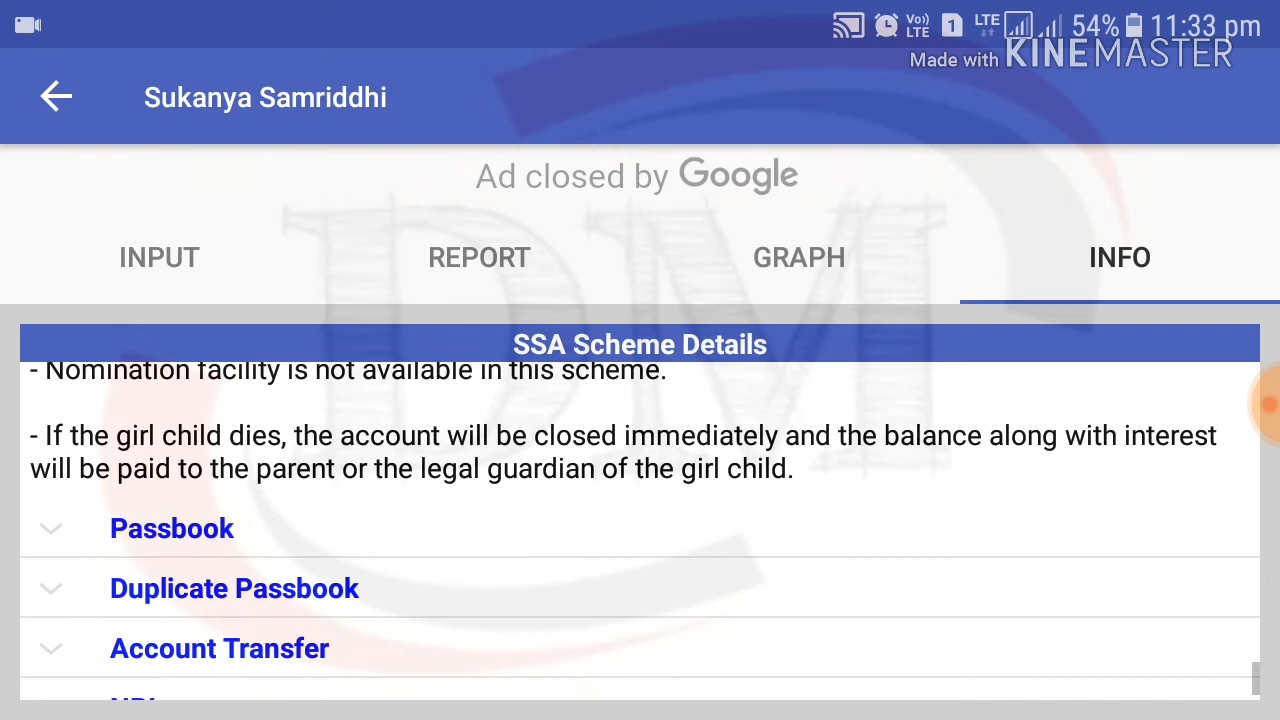 Vo)) LTE 1 LTE 54% 11:33 pm
Made with KINEMASTER
Sukanya Samriddhi
Ad closed by Google
INPUT REPORT GRAPH INFO
SSA Scheme Details
- Nomination facility is not available in this scheme.
- If the girl child dies, the account will be closed immediately and the balance along with interest
will be paid to the parent or the legal guardian of the girl child.
Passbook
Duplicate Passbook
Account Transfer
DM